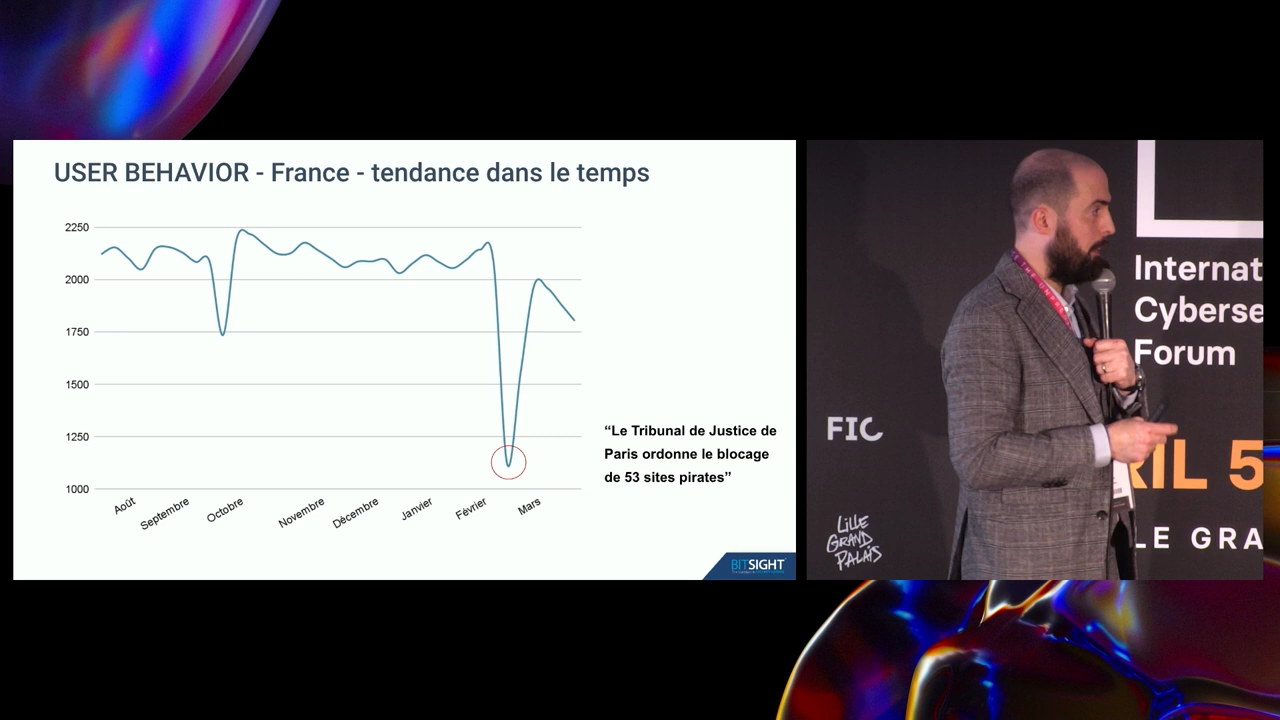 USER BEHAVIOR - France - tendance dans le temps
2250
2000
1750
1500
1250
1000
Août
Septembre
Octobre
Novembre
Décembre
Janvier
Février
Mars
“Le Tribunal de Justice de
Paris ordonne le blocage
de 53 sites pirates”
BITSIGHT
Internat
Cyberse
Forum
FIC
RIL 5
LILLE
GRAND
PALAIS
LE GRA